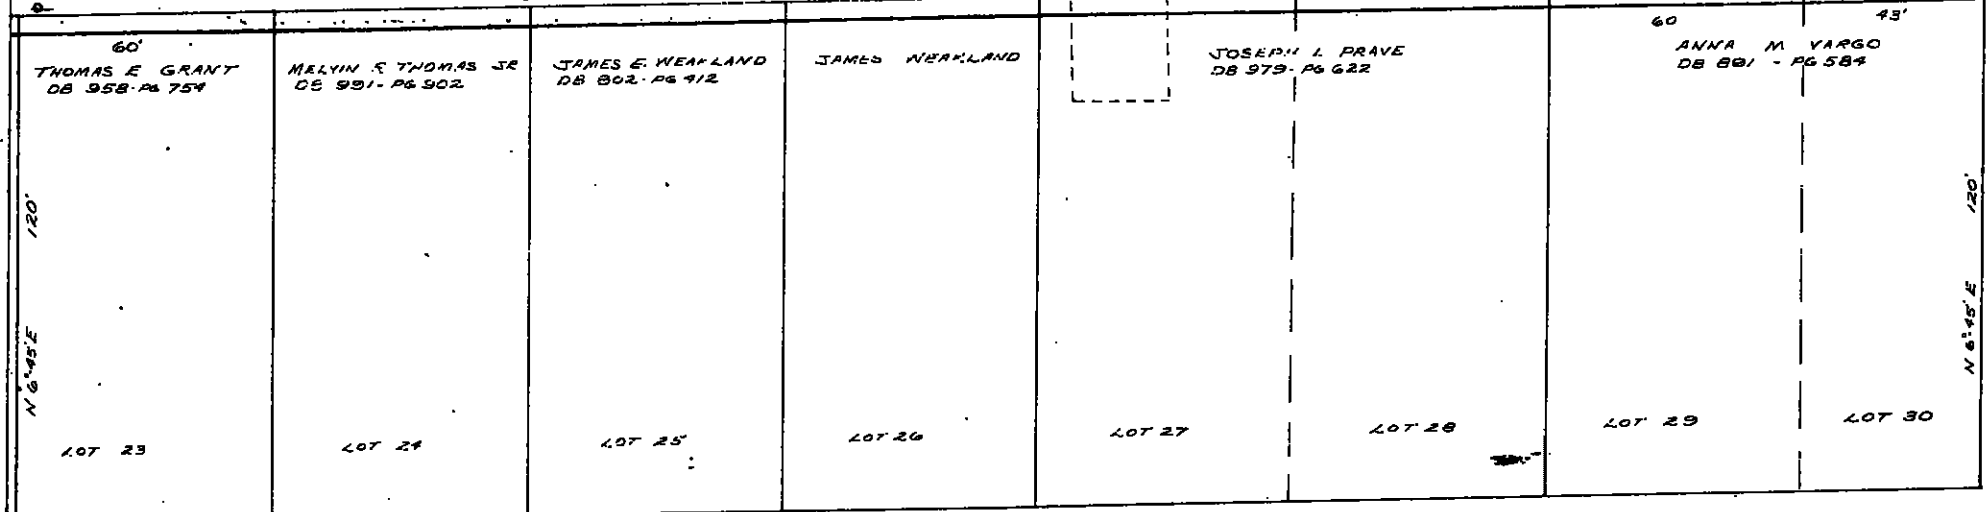 60'
THOMAS E GRANT
DB 958-PG 754
MELVIN F THOMAS JR
DB 991-PG 902
JAMES E. WEAKLAND
DB 802-PG 412
JAMES WEAKLAND
JOSEPH L PRAVE
DB 979-PG 622
60
43'
ANNA M VARGO
DB 881 - PG 584
120'
N 6°-45' E
120'
N 6°-45' E
LOT 23
LOT 24
LOT 25
LOT 26
LOT 27
LOT 28
LOT 29
LOT 30